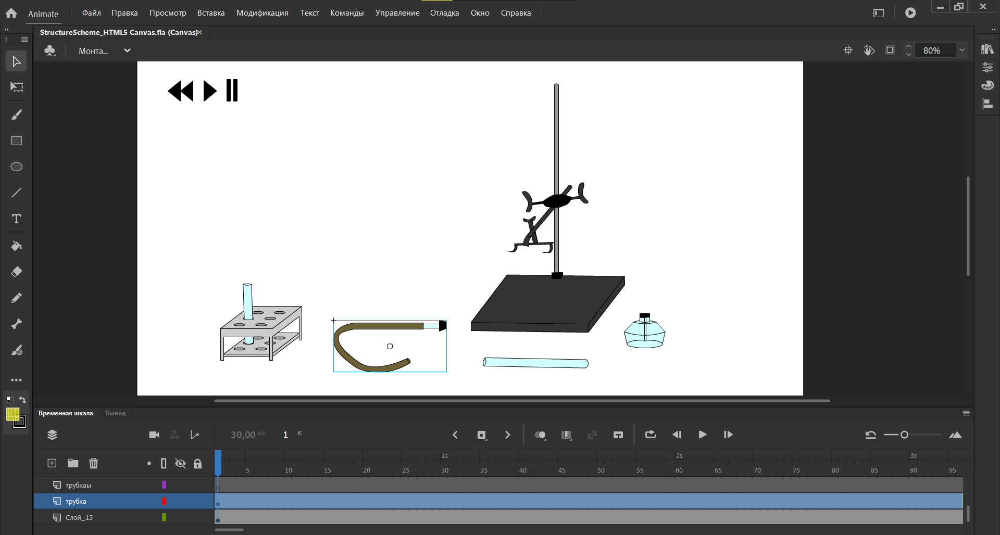 Animate
Файл Правка Просмотр Вставка Модификация Текст Команды Управление Отладка Окно Справка
StructureScheme_HTML5 Canvas.fla (Canvas)
Монта...
80%
T
Временная шкала Вывод
30,00 к/с 1 К
1s 2s 3s
5 10 15 20 25 30 35 40 45 50 55 60 65 70 75 80 85 90 95
трубкаы
трубка
Слой_15